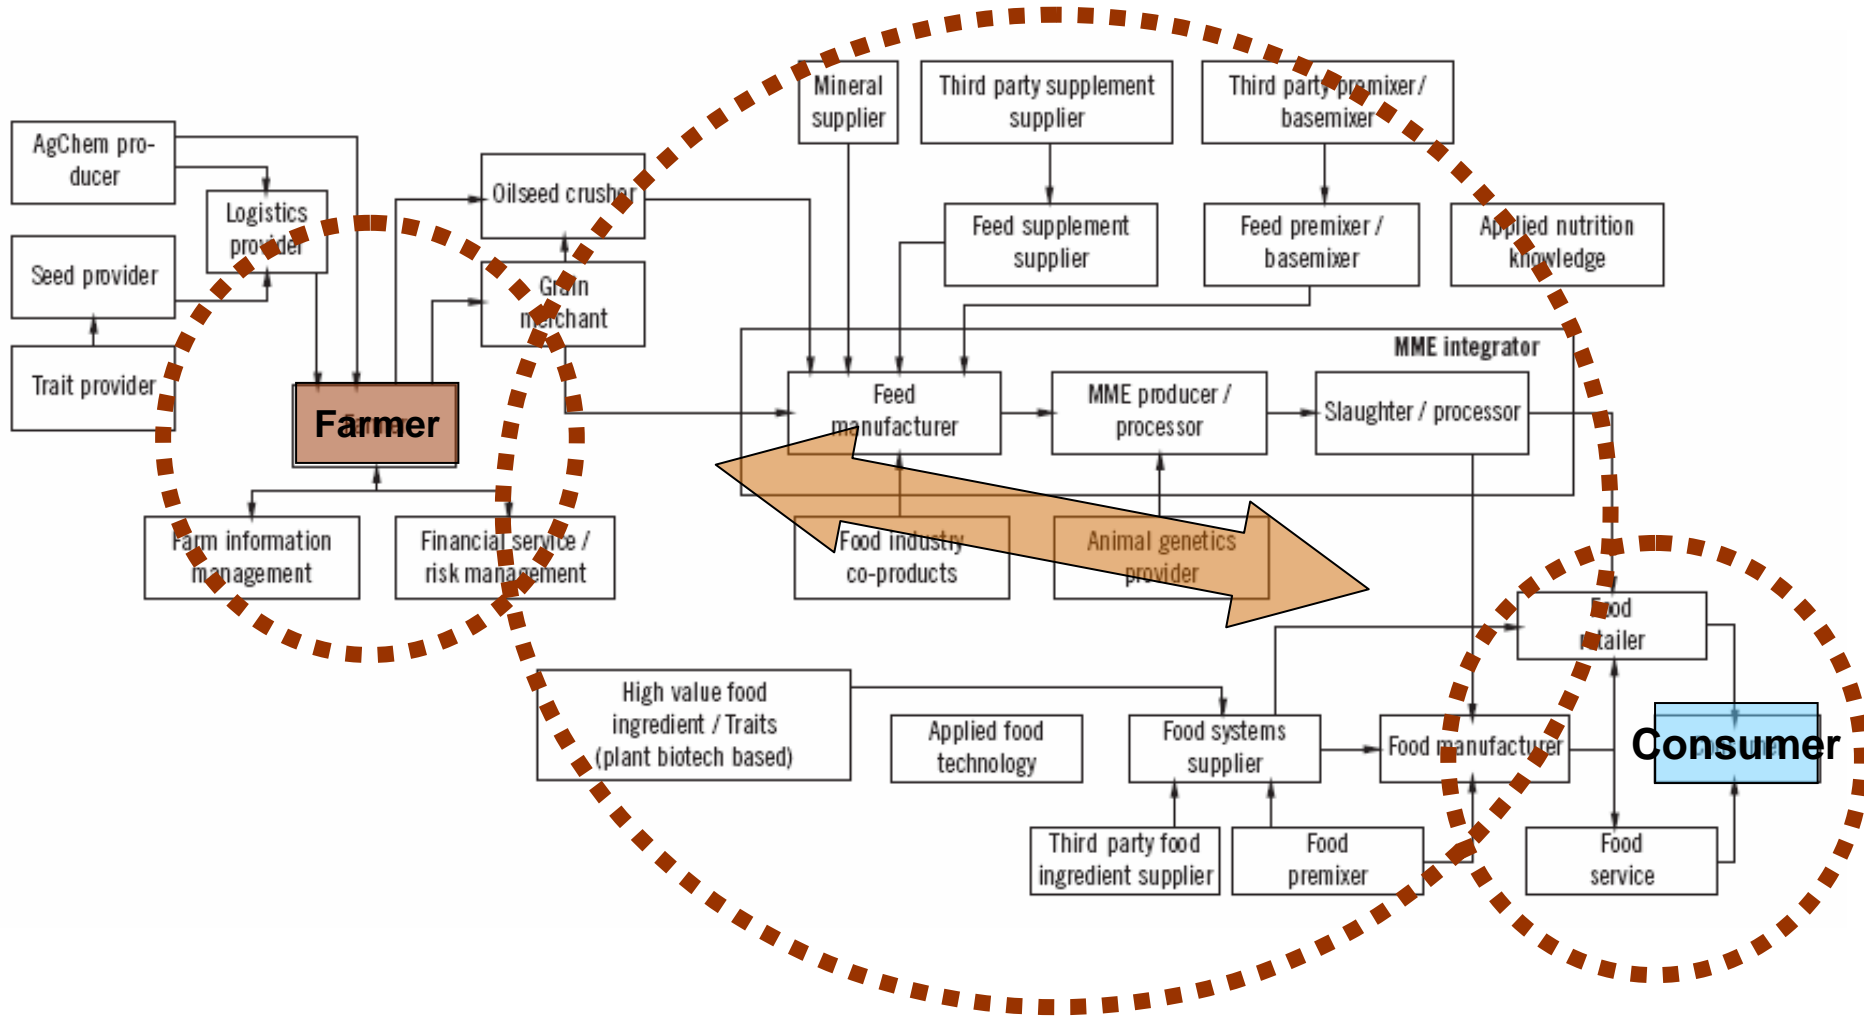 Mineral
supplier
Third party supplement
supplier
Third party premixer /
basemixer
AgChem pro-
ducer
Logistics
provider
Oilseed crusher
Seed provider
Grain
merchant
Feed supplement
supplier
Feed premixer /
basemixer
Applied nutrition
knowledge
MME integrator
Trait provider
Farmer
Feed
manufacturer
MME producer /
processor
Slaughter / processor
Farm information
management
Financial service /
risk management
Food industry
co-products
Animal genetics
provider
Food
retailer
High value food
ingredient / Traits
(plant biotech based)
Applied food
technology
Food systems
supplier
Food manufacturer
Consumer
Third party food
ingredient supplier
Food
premixer
Food
service